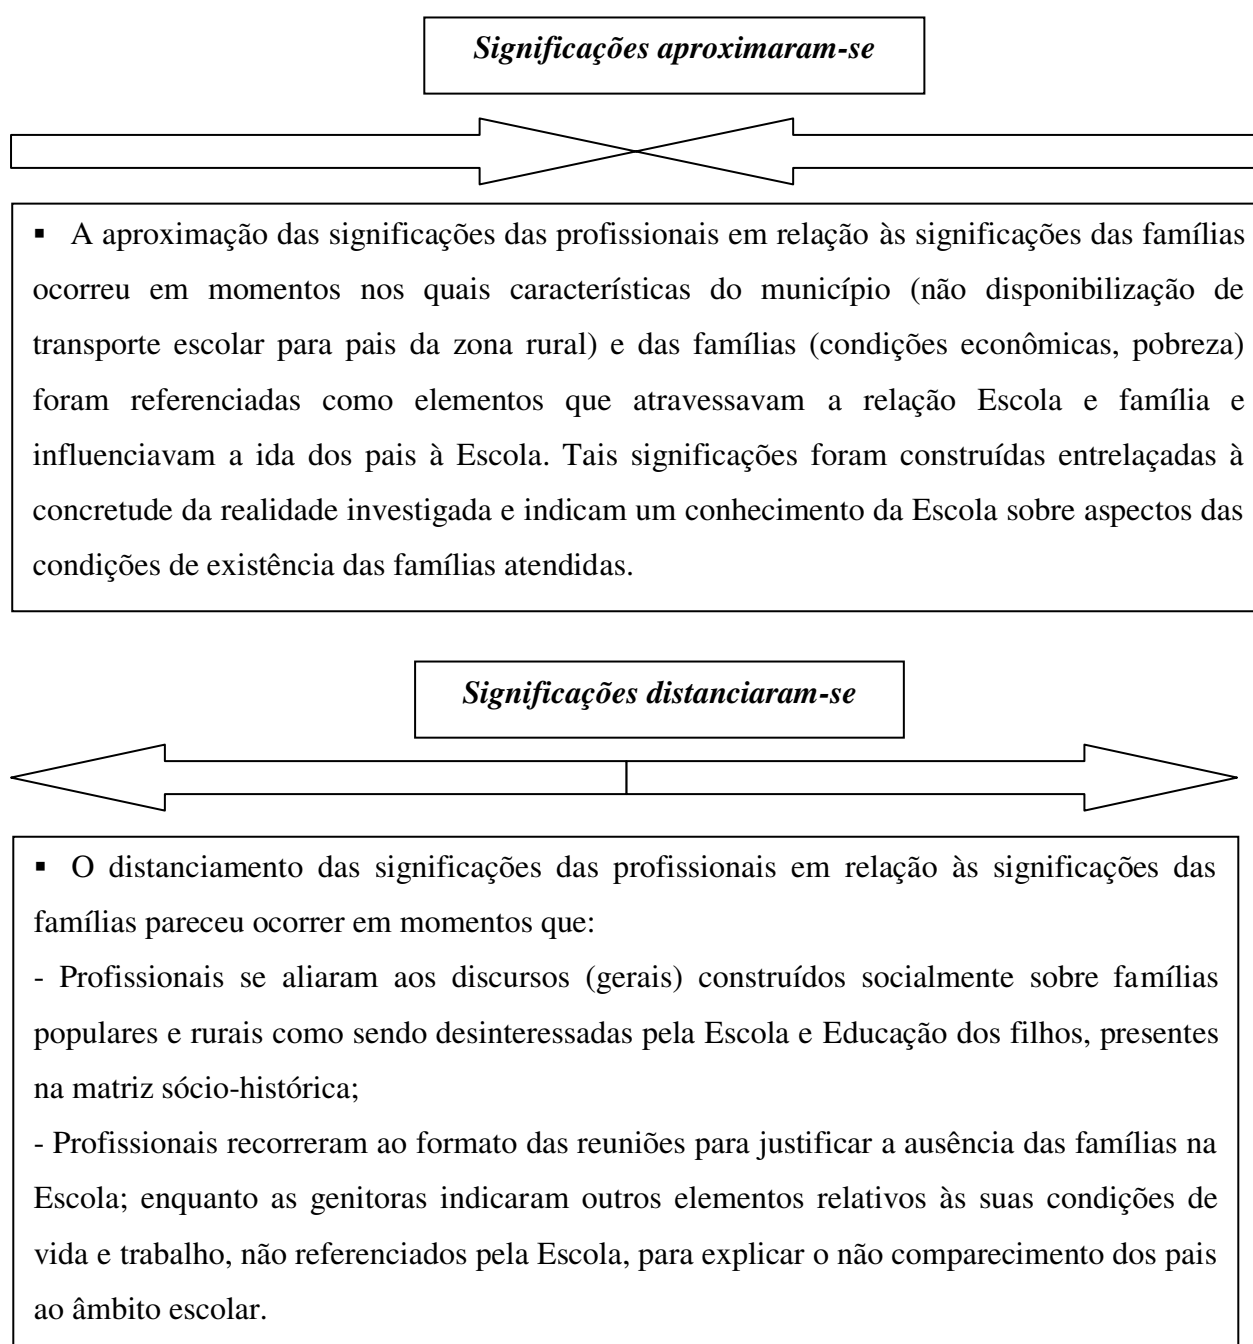 Significações aproximaram-se
▪ A aproximação das significações das profissionais em relação às significações das famílias
ocorreu em momentos nos quais características do município (não disponibilização de
transporte escolar para pais da zona rural) e das famílias (condições econômicas, pobreza)
foram referenciadas como elementos que atravessavam a relação Escola e família e
influenciavam a ida dos pais à Escola. Tais significações foram construídas entrelaçadas à
concretude da realidade investigada e indicam um conhecimento da Escola sobre aspectos das
condições de existência das famílias atendidas.
Significações distanciaram-se
▪ O distanciamento das significações das profissionais em relação às significações das
famílias pareceu ocorrer em momentos que:
- Profissionais se aliaram aos discursos (gerais) construídos socialmente sobre famílias
populares e rurais como sendo desinteressadas pela Escola e Educação dos filhos, presentes
na matriz sócio-histórica;
- Profissionais recorreram ao formato das reuniões para justificar a ausência das famílias na
Escola; enquanto as genitoras indicaram outros elementos relativos às suas condições de
vida e trabalho, não referenciados pela Escola, para explicar o não comparecimento dos pais
ao âmbito escolar.